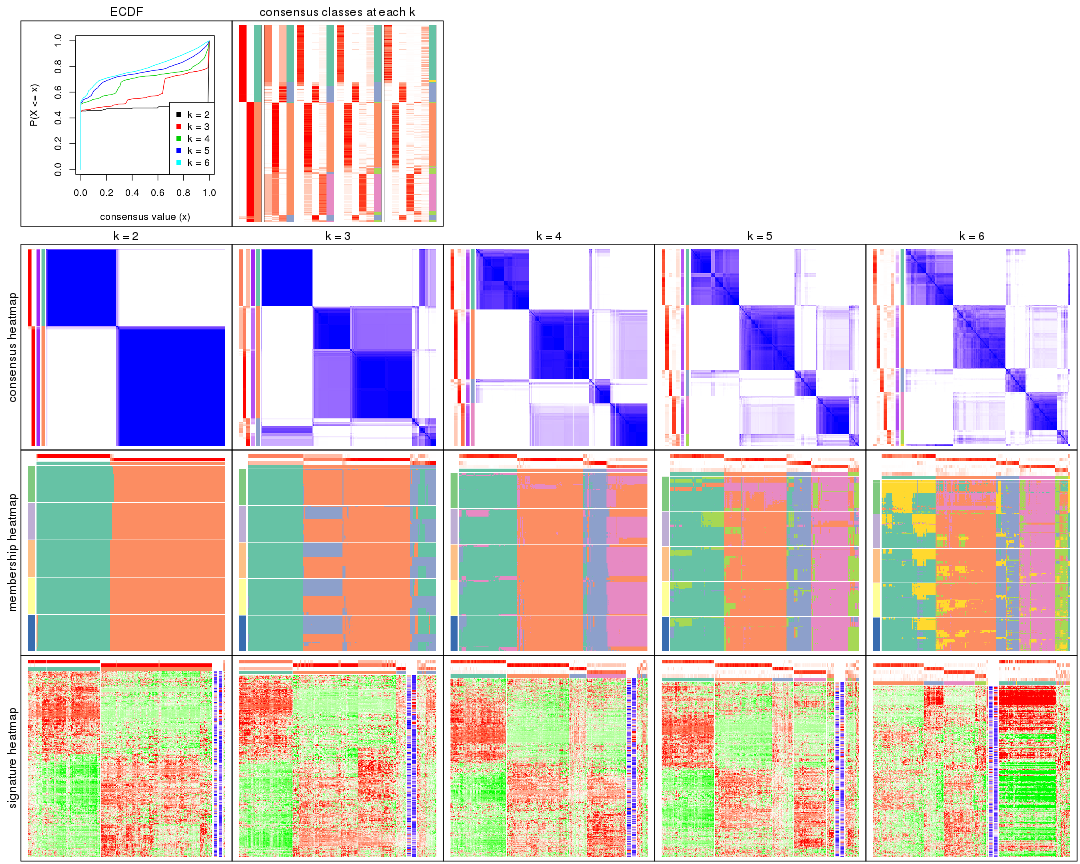 ECDF
consensus classes at each k
P(X <= x)
0.0 0.2 0.4 0.6 0.8 1.0
k = 2
k = 3
k = 4
k = 5
k = 6
0.0 0.2 0.4 0.6 0.8 1.0
consensus value (x)
k = 2
k = 3
k = 4
k = 5
k = 6
consensus heatmap
membership heatmap
signature heatmap